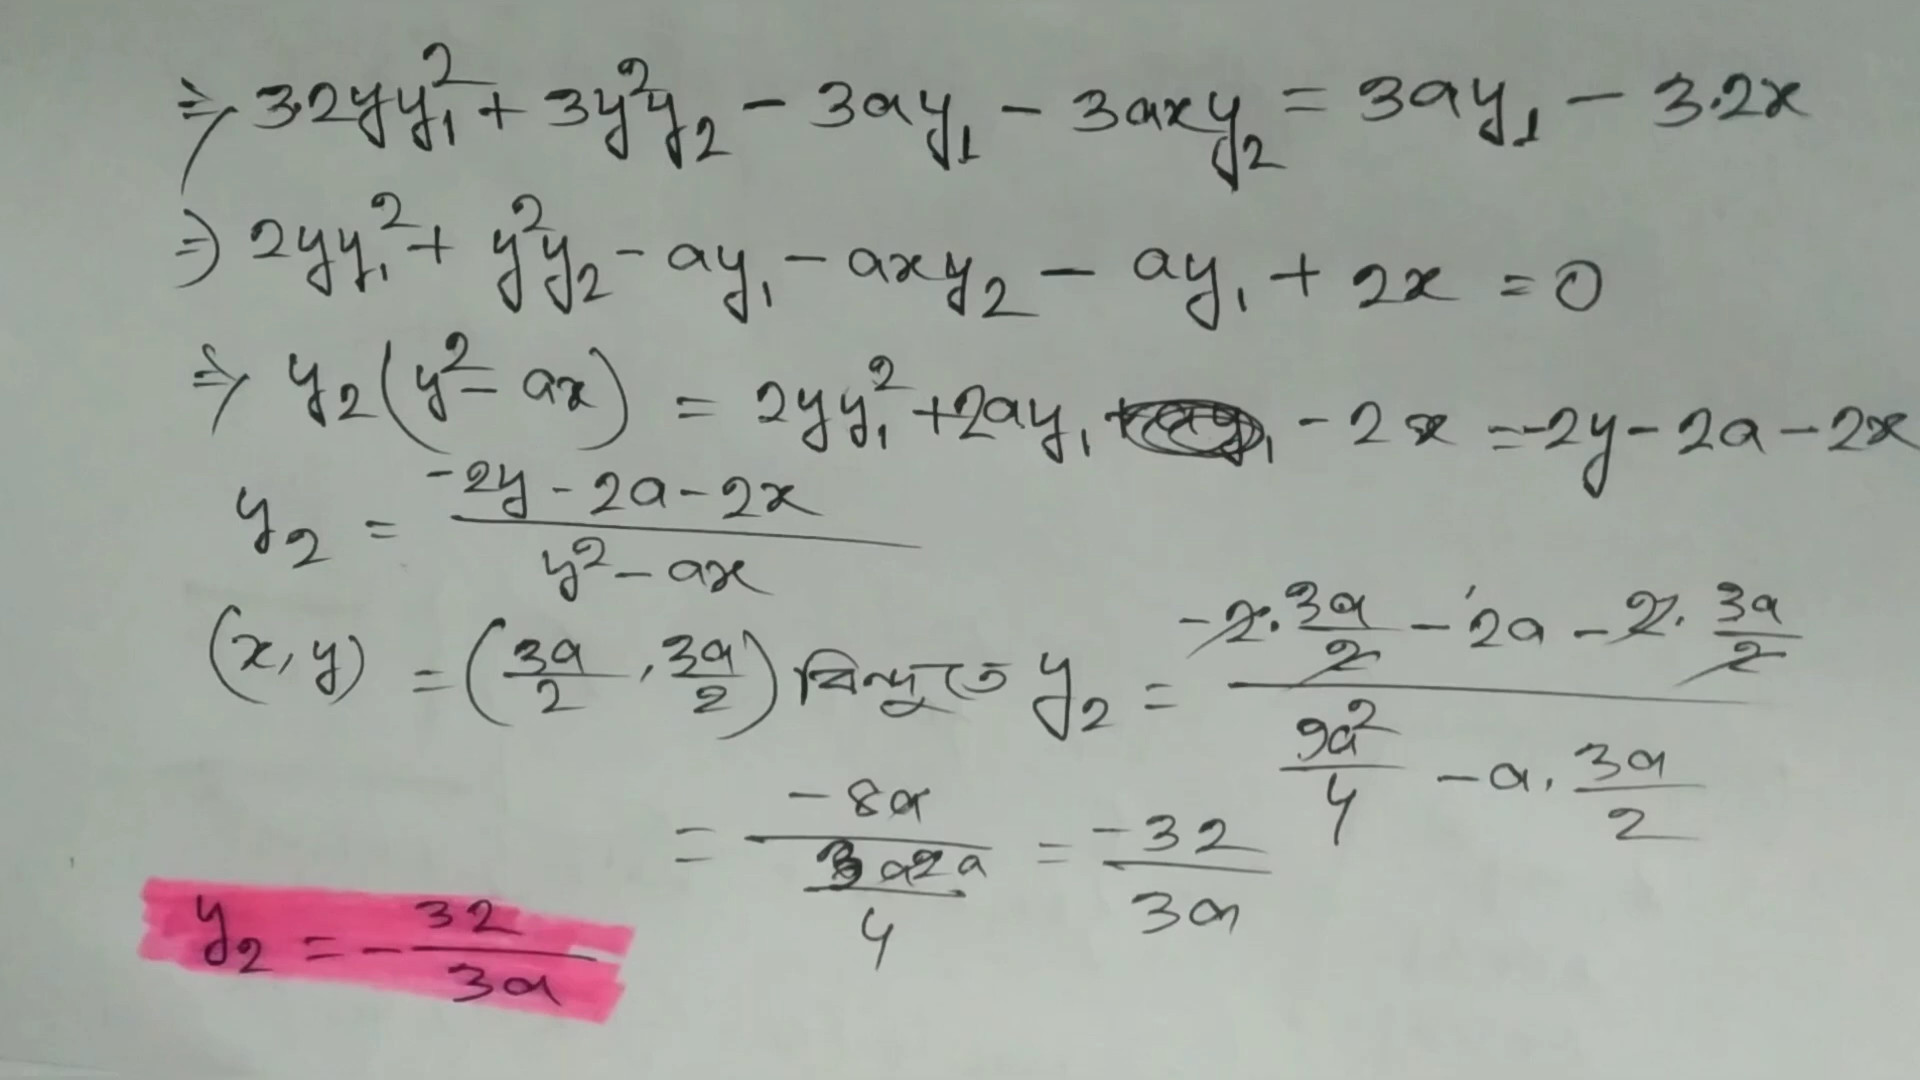 ⇒ 3.2yy₁² + 3y²y₂ - 3ay₁ - 3axy₂ = 3ay₁ - 3.2x
⇒ 2yy₁² + y²y₂ - ay₁ - axy₂ - ay₁ + 2x = 0
⇒ y₂(y² - ax) = 2yy₁² + 2ay₁ - 2x = -2y - 2a - 2x
y₂ = (-2y - 2a - 2x)/(y² - ax)
(x, y) = (3a/2, 3a/2) বিন্দুতে y₂ = (-2·3a/2 - 2a - 2·3a/2)/(9a²/4 - a·3a/2)
= (-8a)/(3a²/4) = -32/3a
y₂ = -32/3a